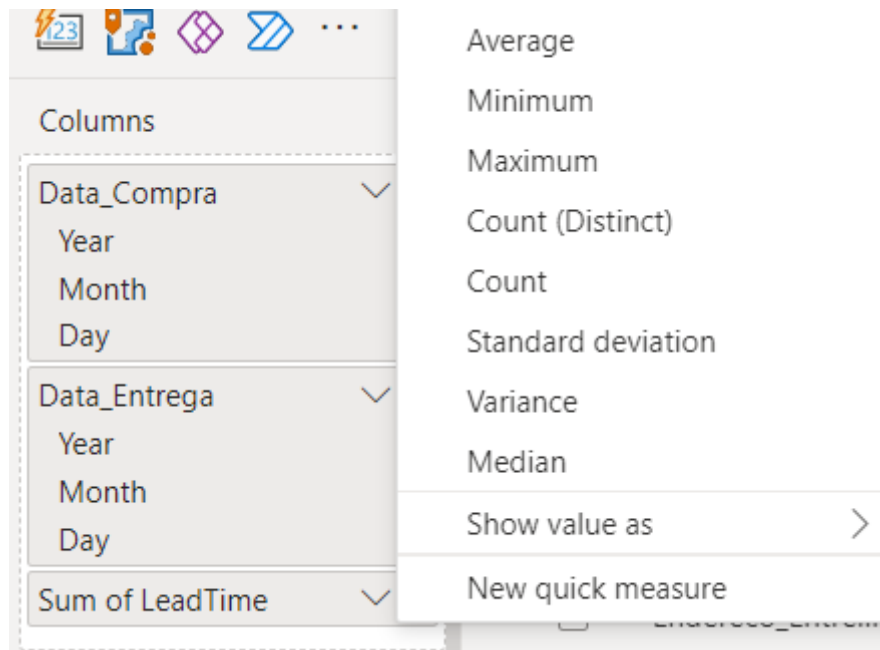 123
...
Columns
Data_Compra
Year
Month
Day
Data_Entrega
Year
Month
Day
Sum of LeadTime
Average
Minimum
Maximum
Count (Distinct)
Count
Standard deviation
Variance
Median
Show value as
New quick measure